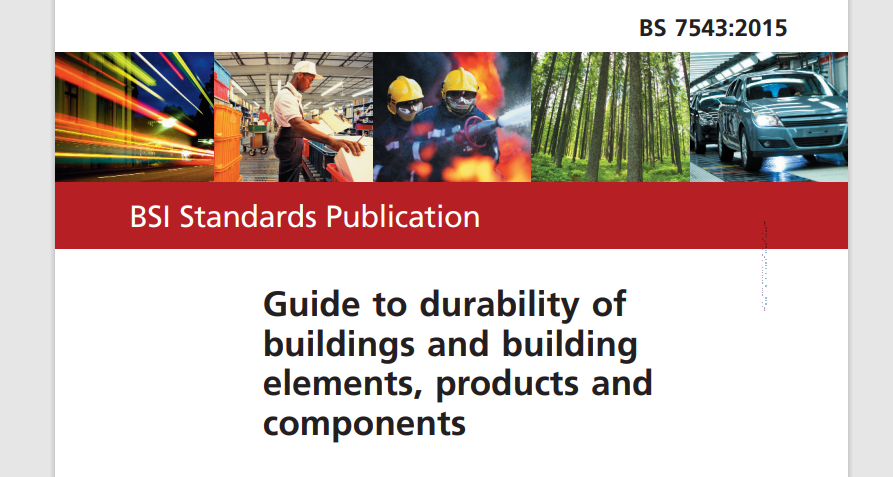 BS 7543:2015
BSI Standards Publication
Guide to durability of
buildings and building
elements, products and
components